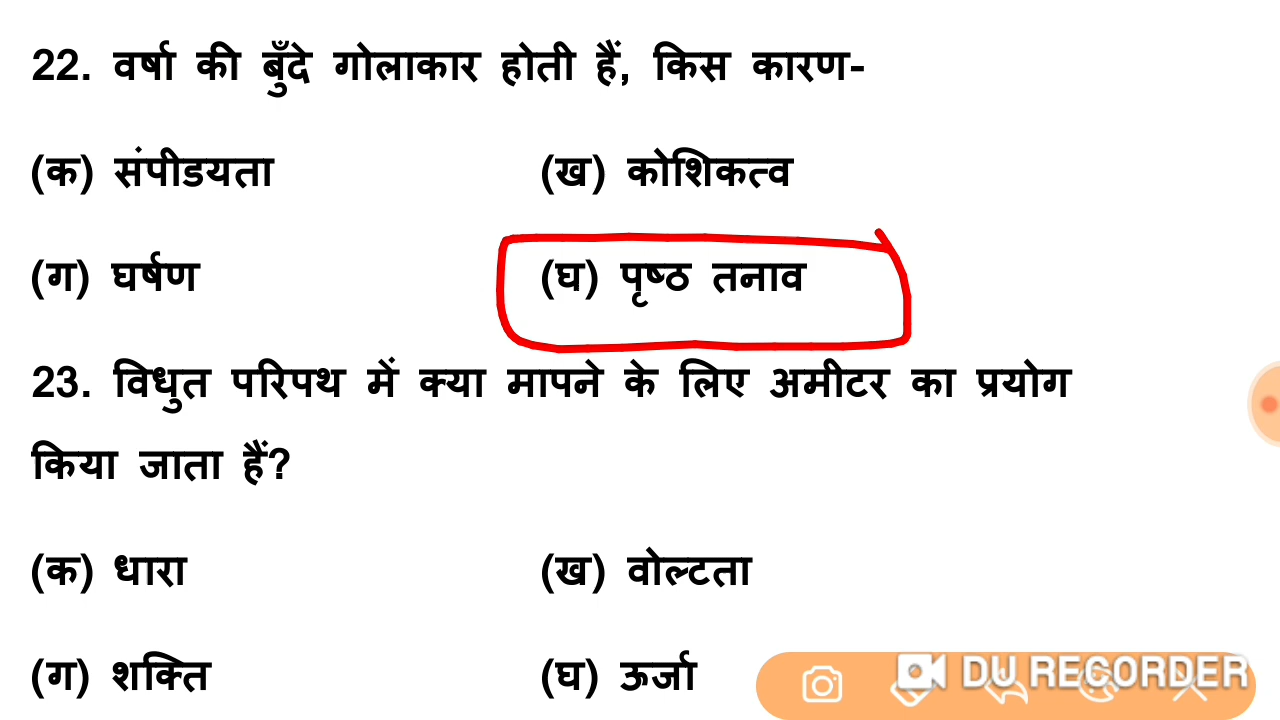 22. वर्षा की बुँदे गोलाकार होती हैं, किस कारण-
(क) संपीडयता (ख) कोशिकत्व
(ग) घर्षण (घ) पृष्ठ तनाव
23. विधुत परिपथ में क्या मापने के लिए अमीटर का प्रयोग
किया जाता हैं?
(क) धारा (ख) वोल्टता
(ग) शक्ति (घ) ऊर्जा
DU RECORDER